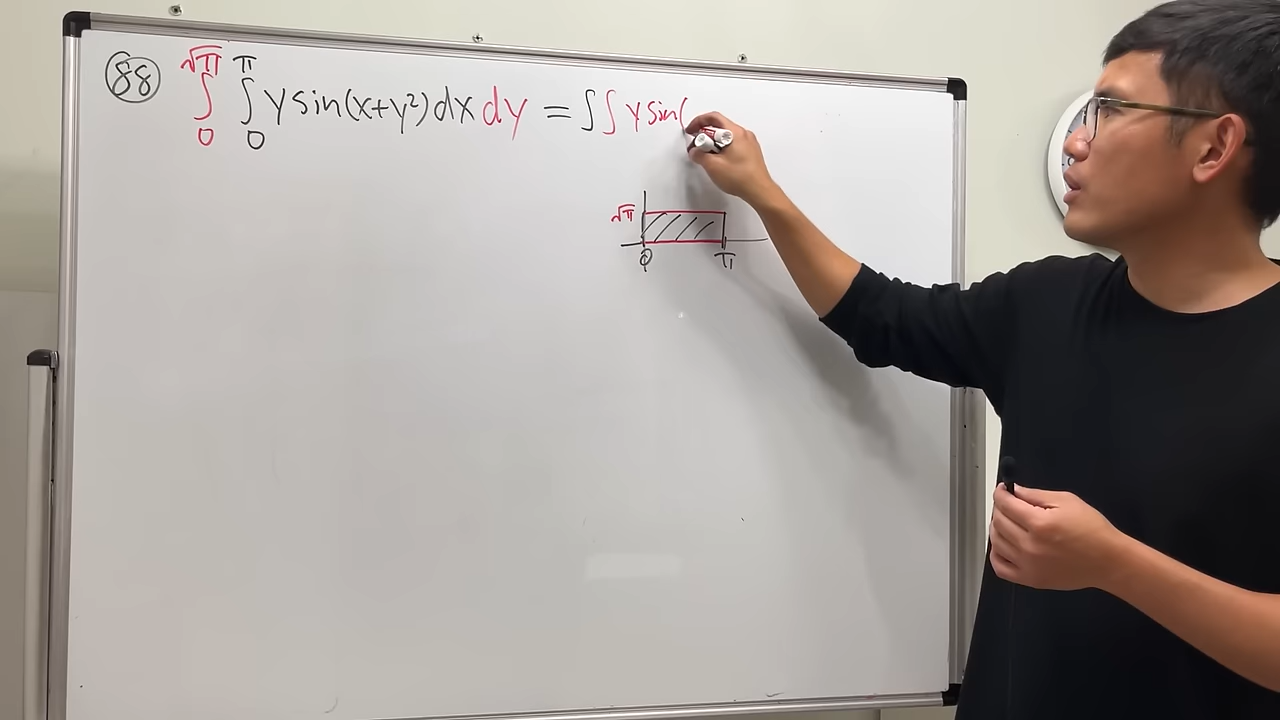 88 √π π
∫ ∫ y sin(x+y²) dx dy = ∫ ∫ y sin(
0 0
√π
0 π